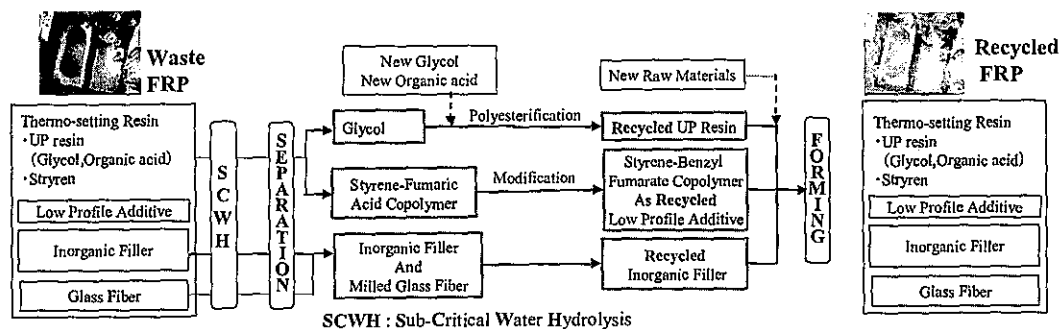 Waste
FRP
Thermo-setting Resin
・UP resin
(Glycol,Organic acid)
・Stryren
Low Profile Additive
Inorganic Filler
Glass Fiber
SCWH
SEPARATION
New Glycol
New Organic acid
Glycol
Polyesterification
Styrene-Fumaric
Acid Copolymer
Modification
Inorganic Filler
And
Milled Glass Fiber
New Raw Materials
Recycled UP Resin
Styrene-Benzyl
Fumarate Copolymer
As Recycled
Low Profile Additive
Recycled
Inorganic Filler
FORMING
Recycled
FRP
Thermo-setting Resin
・UP resin
(Glycol,Organic acid)
・Stryren
Low Profile Additive
Inorganic Filler
Glass Fiber
SCWH : Sub-Critical Water Hydrolysis